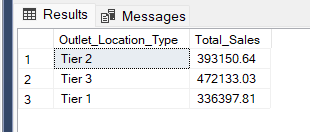 Results Messages
Outlet_Location_Type Total_Sales
1 Tier 2 393150.64
2 Tier 3 472133.03
3 Tier 1 336397.81